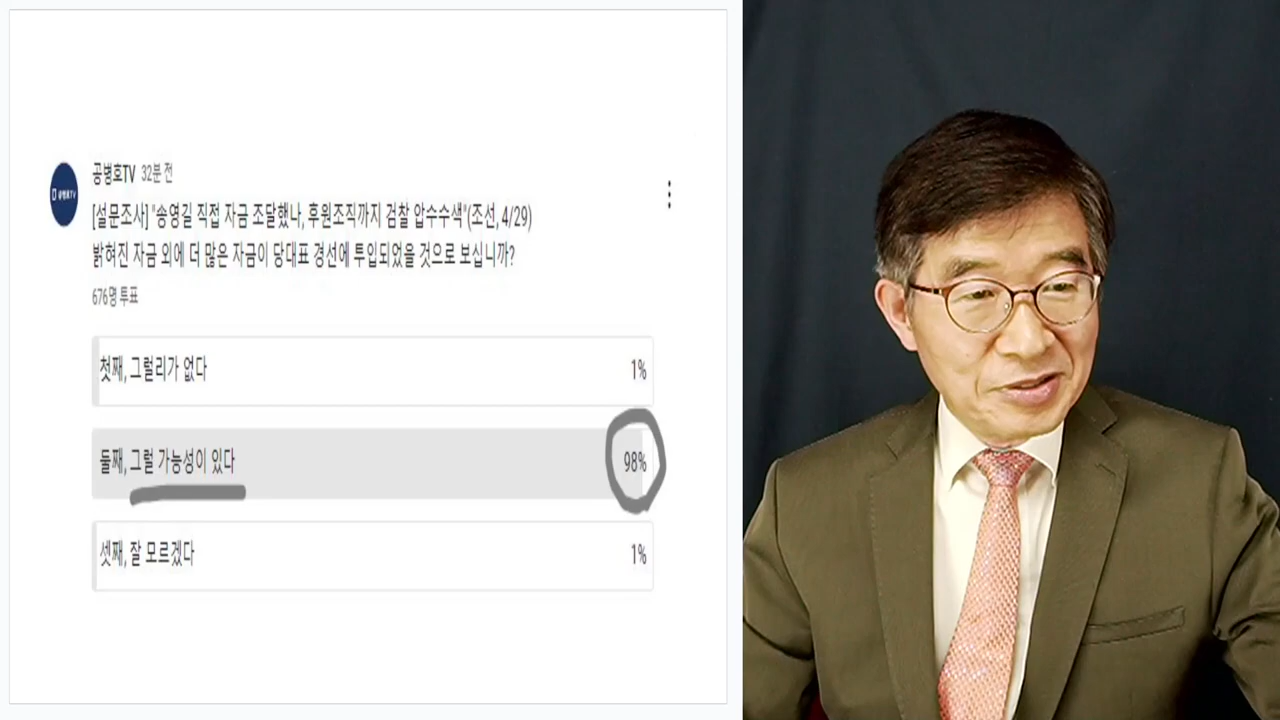 공병호TV
공병호TV 32분 전
[설문조사] "송영길 직접 자금 조달했나, 후원조직까지 검찰 압수수색"(조선, 4/29)
밝혀진 자금 외에 더 많은 자금이 당대표 경선에 투입되었을 것으로 보십니까?
676명 투표
첫째, 그럴리가 없다 1%
둘째, 그럴 가능성이 있다 98%
셋째, 잘 모르겠다 1%